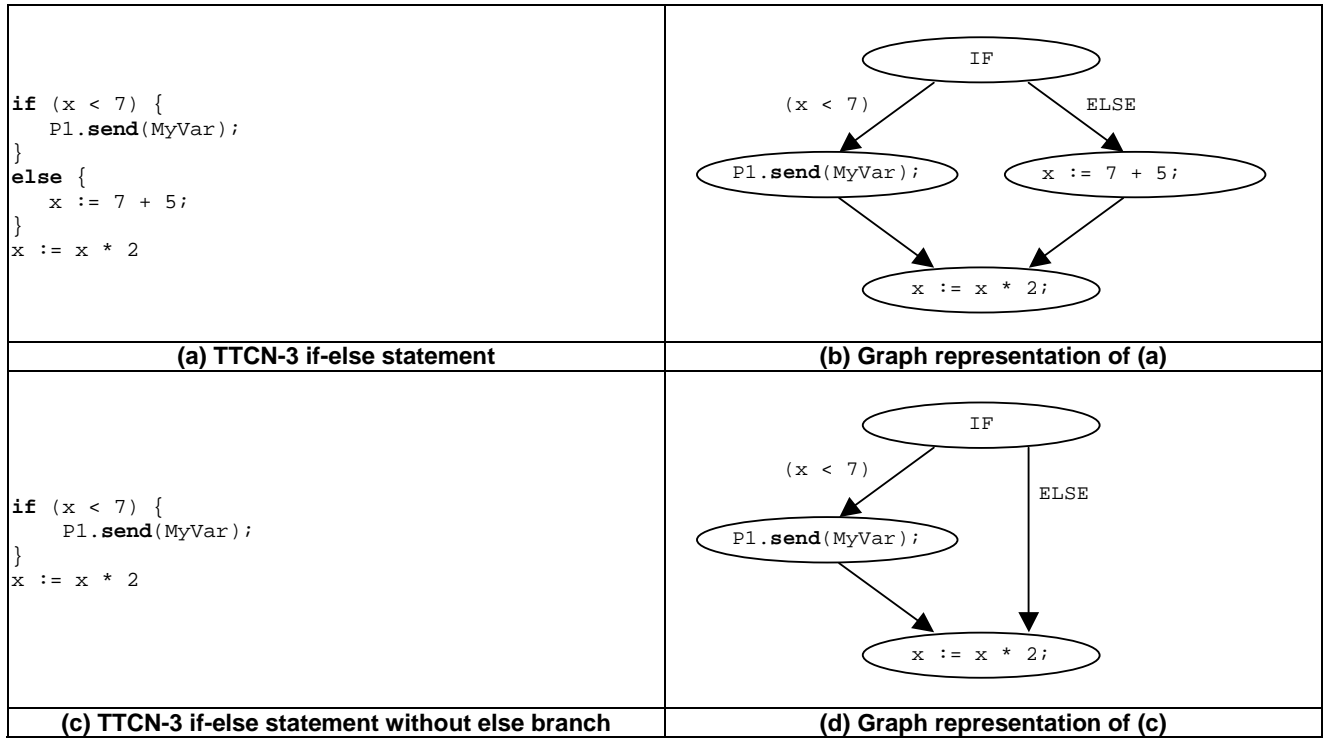 if (x < 7) {
P1.send(MyVar);
}
else {
x := 7 + 5;
}
x := x * 2
IF
(x < 7)
ELSE
P1.send(MyVar);
x := 7 + 5;
x := x * 2;
(a) TTCN-3 if-else statement
(b) Graph representation of (a)
if (x < 7) {
P1.send(MyVar);
}
x := x * 2
IF
(x < 7)
ELSE
P1.send(MyVar);
x := x * 2;
(c) TTCN-3 if-else statement without else branch
(d) Graph representation of (c)